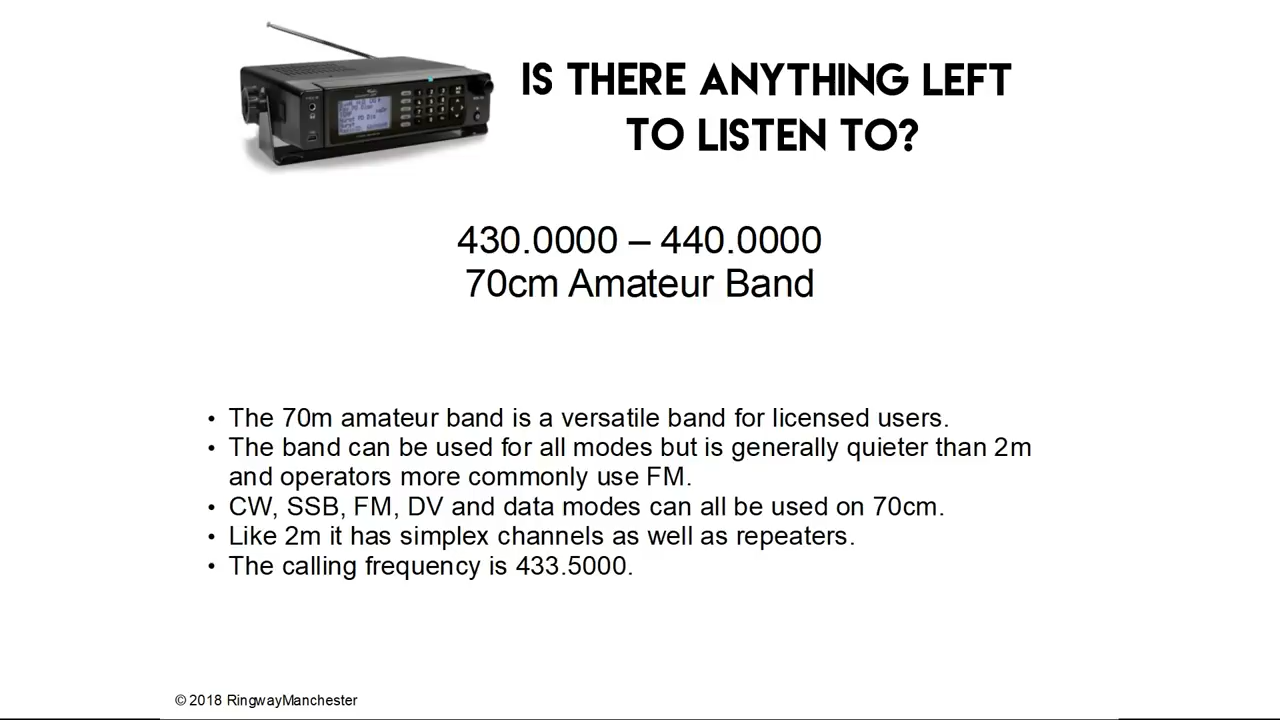 IS THERE ANYTHING LEFT
TO LISTEN TO?
430.0000 – 440.0000
70cm Amateur Band
• The 70m amateur band is a versatile band for licensed users.
• The band can be used for all modes but is generally quieter than 2m
and operators more commonly use FM.
• CW, SSB, FM, DV and data modes can all be used on 70cm.
• Like 2m it has simplex channels as well as repeaters.
• The calling frequency is 433.5000.
© 2018 RingwayManchester